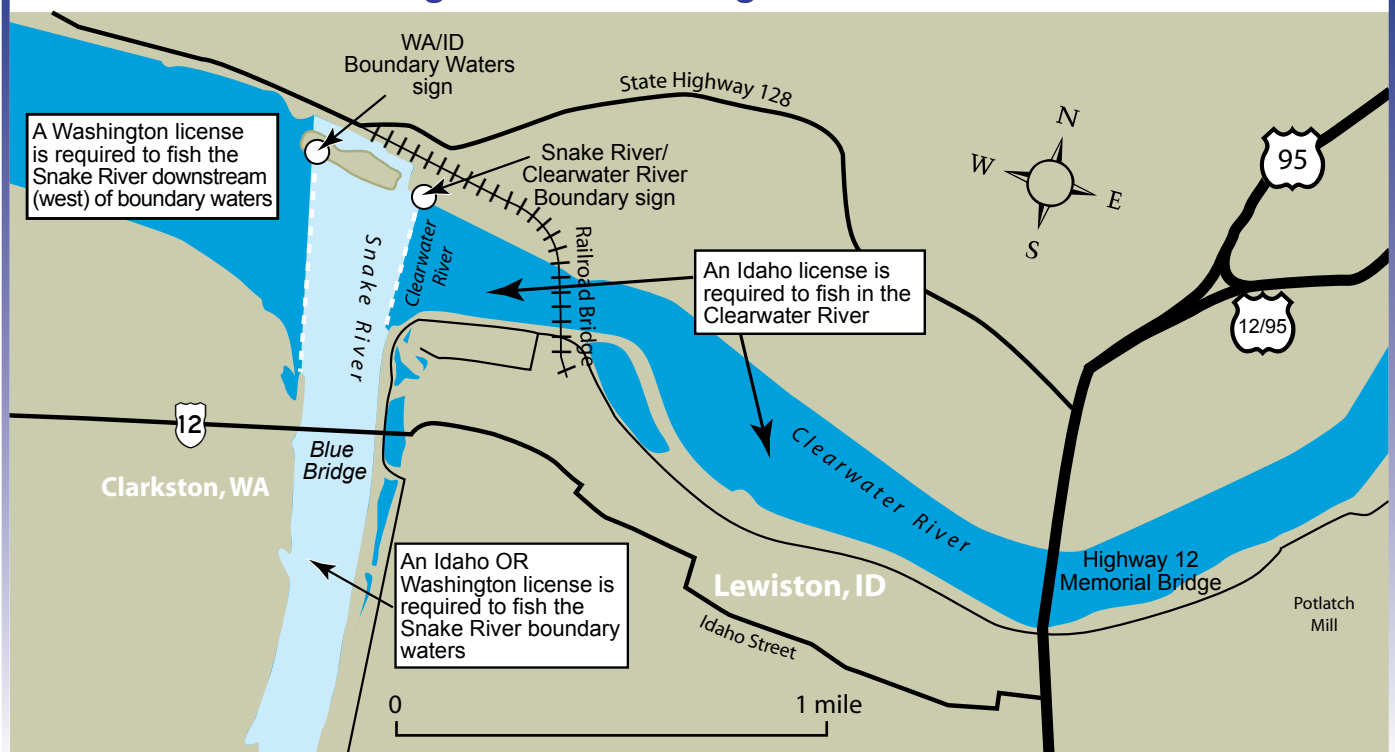 WA/ID
Boundary Waters
sign
State Highway 128
A Washington license
is required to fish the
Snake River downstream
(west) of boundary waters
Snake River/
Clearwater River
Boundary sign
N
W
E
S
95
12/95
Snake River
Clearwater
River
Railroad Bridge
An Idaho license is
required to fish in the
Clearwater River
12
Blue
Bridge
Clarkston, WA
Clearwater River
An Idaho OR
Washington license is
required to fish the
Snake River boundary
waters
Lewiston, ID
Highway 12
Memorial Bridge
Potlatch
Mill
Idaho Street
0
1 mile